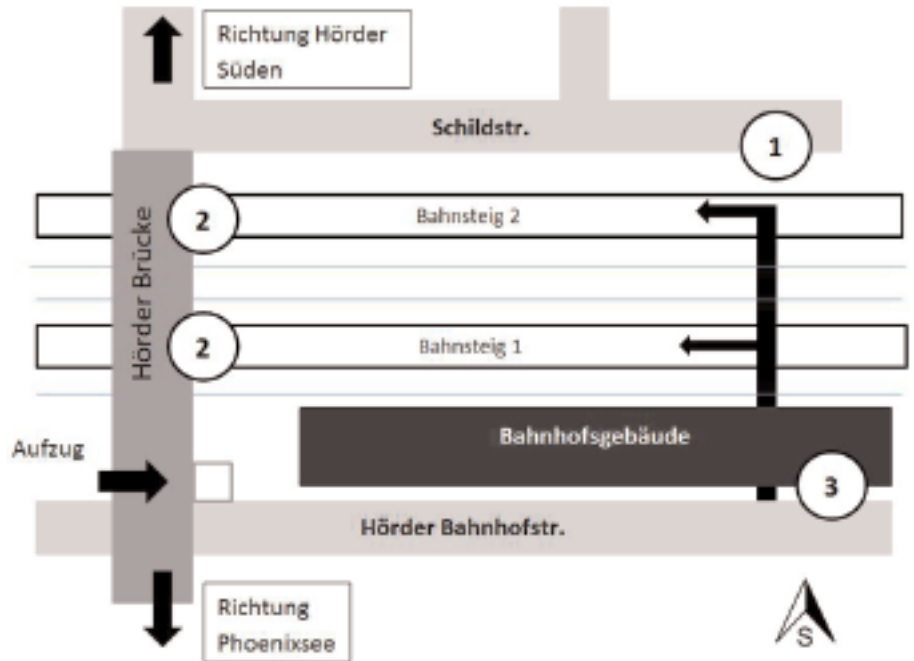 Richtung Hörder
Süden
Schildstr.
1
2
Bahnsteig 2
Hörder Brücke
2
Bahnsteig 1
Aufzug
Bahnhofsgebäude
3
Hörder Bahnhofstr.
Richtung
Phoenixsee
S